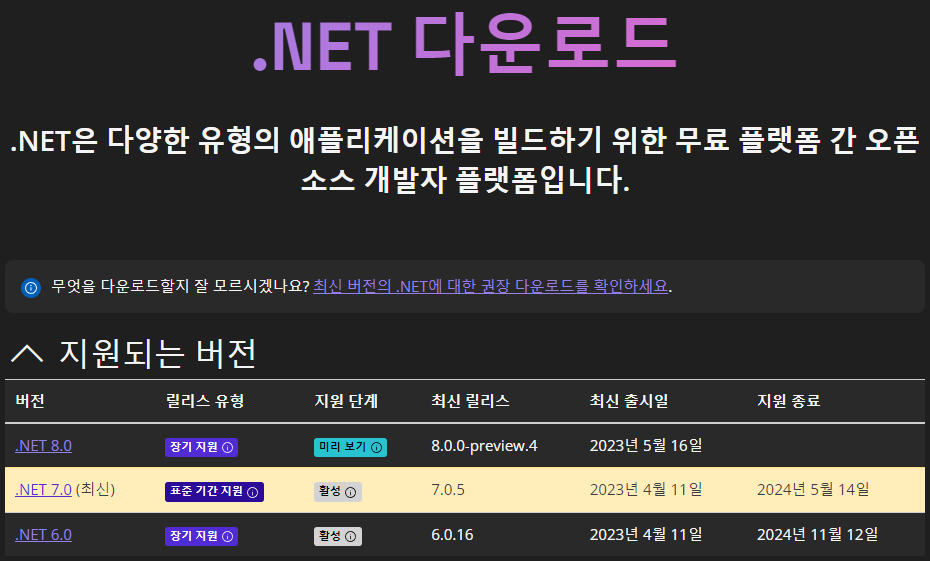 .NET 다운로드
.NET은 다양한 유형의 애플리케이션을 빌드하기 위한 무료 플랫폼 간 오픈
소스 개발자 플랫폼입니다.
무엇을 다운로드할지 잘 모르시겠나요? 최신 버전의 .NET에 대한 권장 다운로드를 확인하세요.
지원되는 버전
버전 릴리스 유형 지원 단계 최신 릴리스 최신 출시일 지원 종료
.NET 8.0 장기 지원 미리 보기 8.0.0-preview.4 2023년 5월 16일
.NET 7.0 (최신) 표준 기간 지원 활성 7.0.5 2023년 4월 11일 2024년 5월 14일
.NET 6.0 장기 지원 활성 6.0.16 2023년 4월 11일 2024년 11월 12일